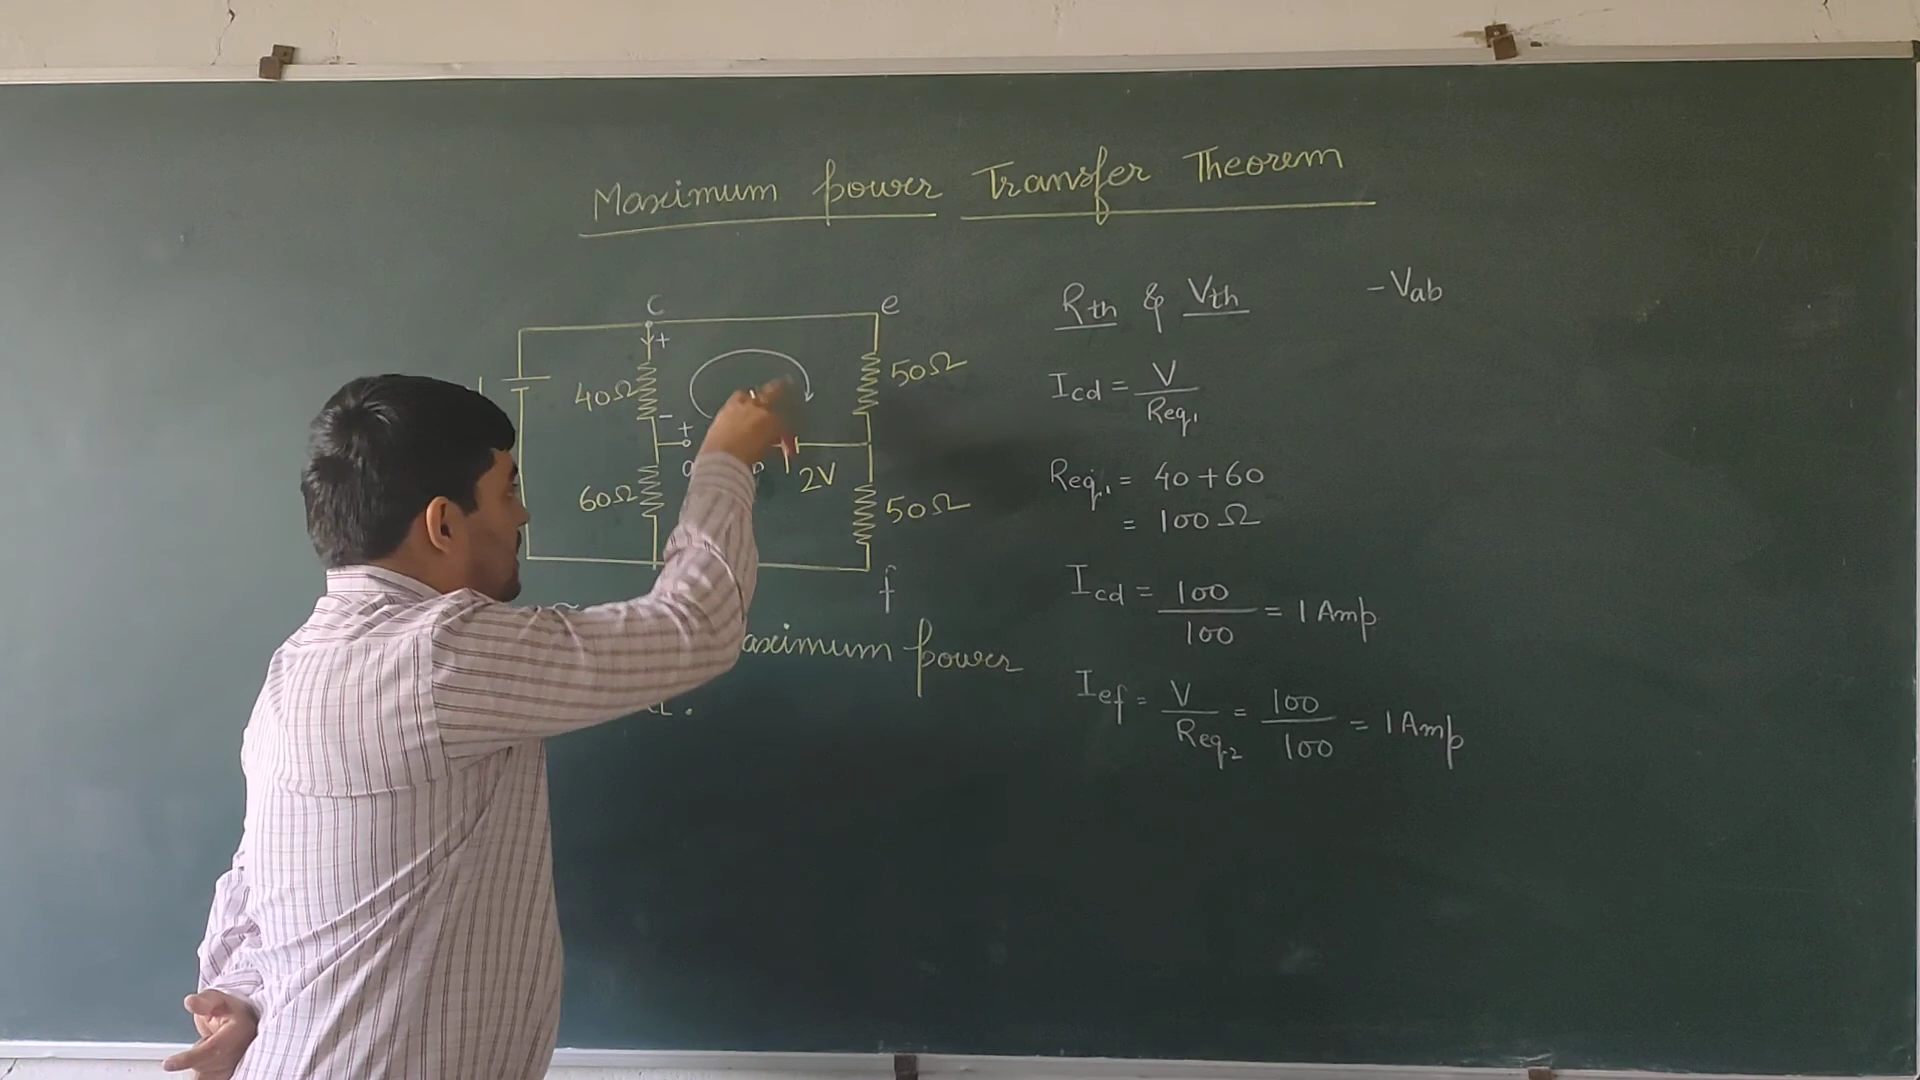 Maximum power Transfer Theorem
c
e
+
40Ω
50Ω
-
+
a
2V
60Ω
50Ω
f
aximum power
Rth & Vth
-Vab
Icd = V / Req1
Req1 = 40 + 60
= 100 Ω
Icd = 100 / 100 = 1 Amp
Ief = V / Req2 = 100 / 100 = 1 Amp